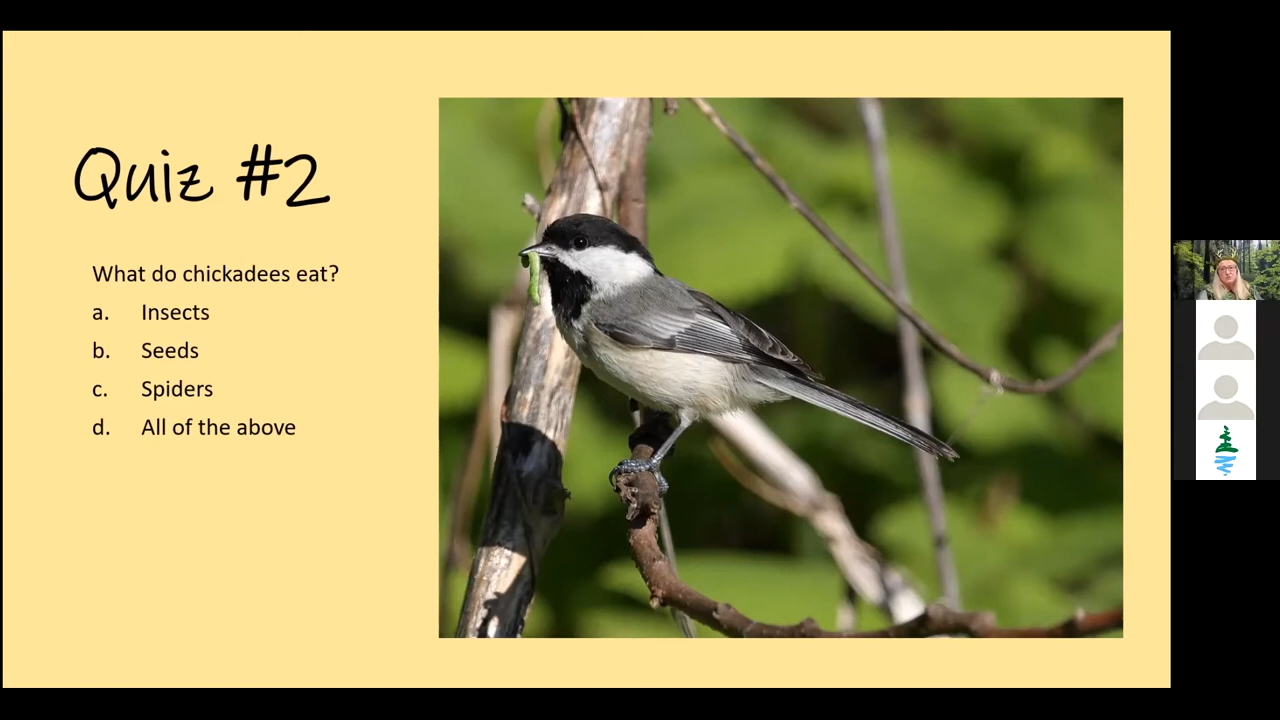 Quiz #2
What do chickadees eat?
a. Insects
b. Seeds
c. Spiders
d. All of the above